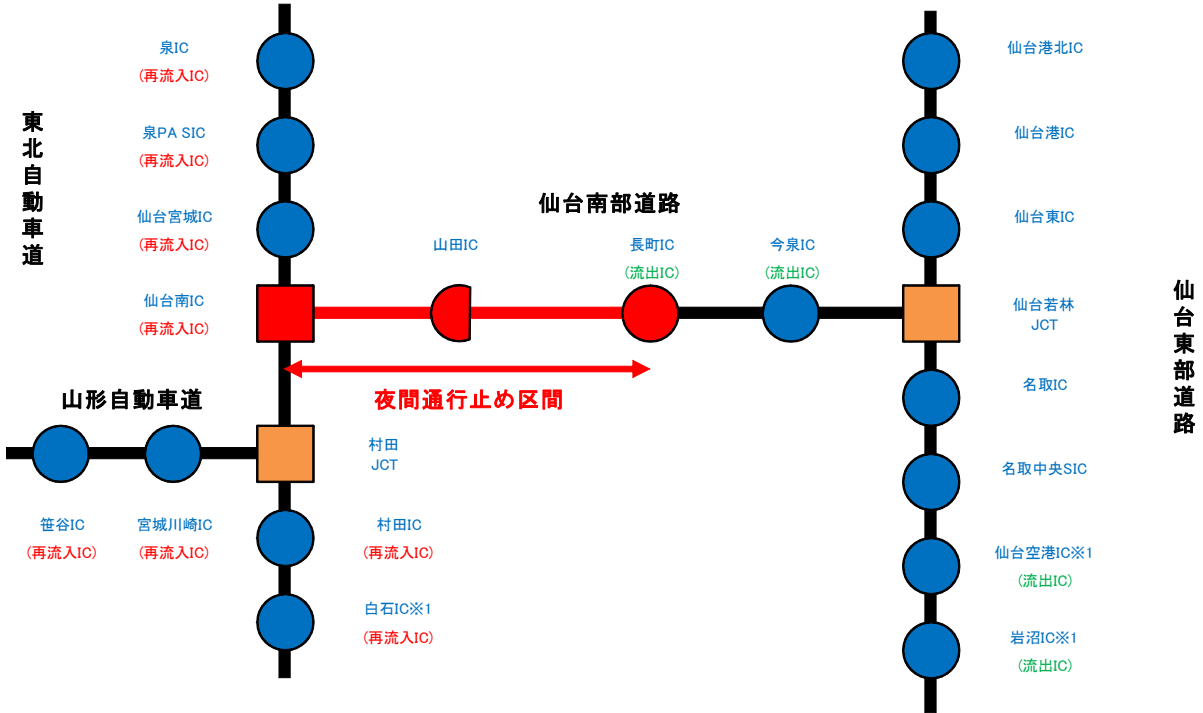 東北自動車道
泉IC
(再流入IC)
泉PA SIC
(再流入IC)
仙台宮城IC
(再流入IC)
仙台南IC
(再流入IC)
仙台南部道路
山田IC
長町IC
(流出IC)
今泉IC
(流出IC)
夜間通行止め区間
山形自動車道
笹谷IC
(再流入IC)
宮城川崎IC
(再流入IC)
村田
JCT
村田IC
(再流入IC)
白石IC※1
(再流入IC)
仙台港北IC
仙台港IC
仙台東IC
仙台若林
JCT
名取IC
名取中央SIC
仙台空港IC※1
(流出IC)
岩沼IC※1
(流出IC)
仙台東部道路